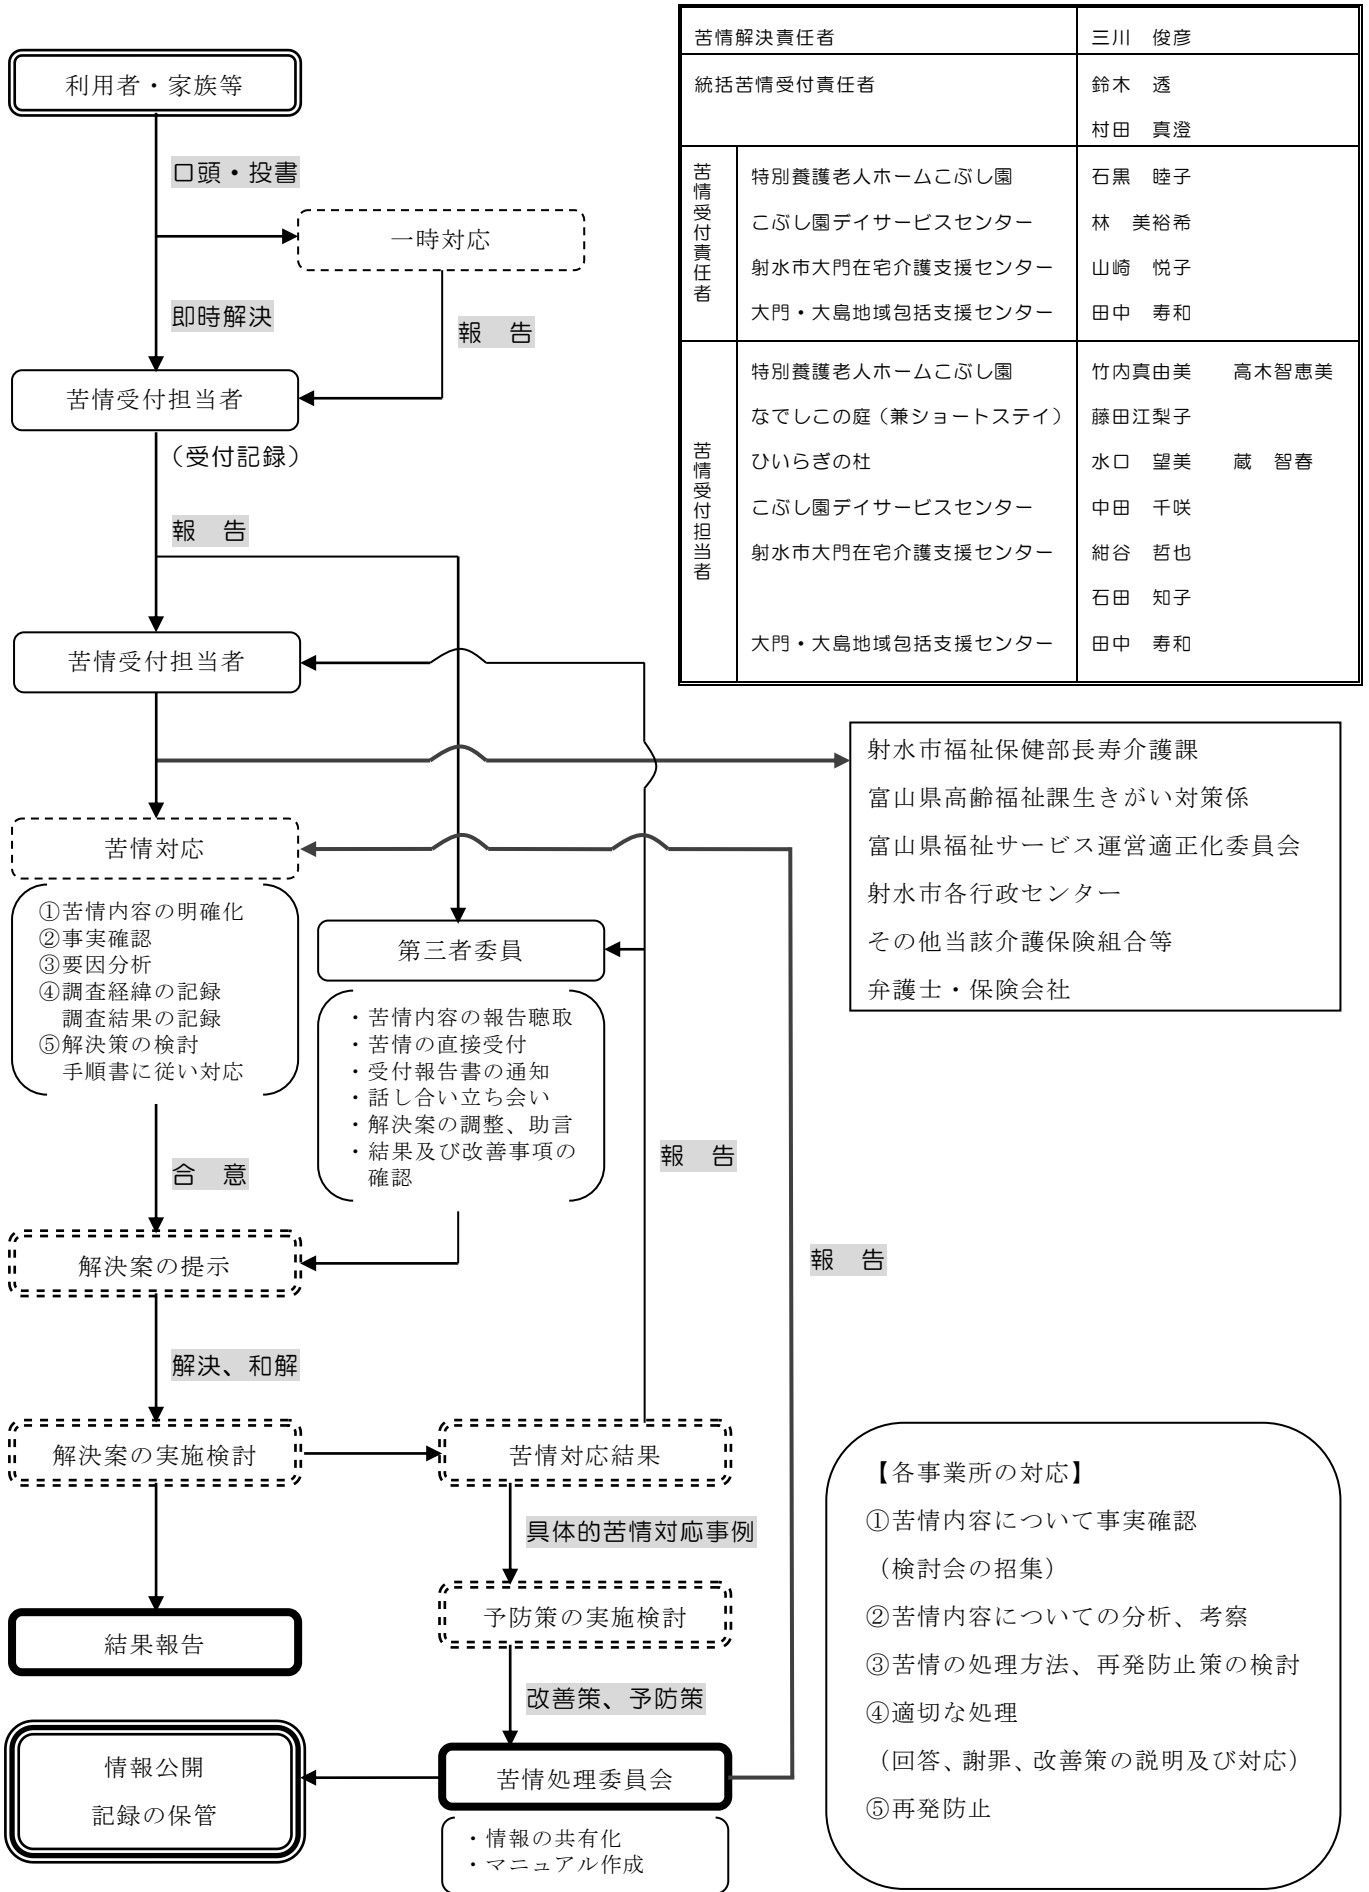 苦情解決責任者 三川 俊彦
統括苦情受付責任者 鈴木 透
村田 真澄
苦情受付責任者
特別養護老人ホームこぶし園 石黒 睦子
こぶし園デイサービスセンター 林 美裕希
射水市大門在宅介護支援センター 山崎 悦子
大門・大島地域包括支援センター 田中 寿和
苦情受付担当者
特別養護老人ホームこぶし園 竹内真由美 高木智恵美
なでしこの庭（兼ショートステイ） 藤田江梨子
ひいらぎの杜 水口 望美 蔵 智春
こぶし園デイサービスセンター 中田 千咲
射水市大門在宅介護支援センター 紺谷 哲也
石田 知子
大門・大島地域包括支援センター 田中 寿和
利用者・家族等
口頭・投書
一時対応
即時解決
報 告
苦情受付担当者
（受付記録）
報 告
苦情受付担当者
射水市福祉保健部長寿介護課
富山県高齢福祉課生きがい対策係
富山県福祉サービス運営適正化委員会
射水市各行政センター
その他当該介護保険組合等
弁護士・保険会社
苦情対応
①苦情内容の明確化
②事実確認
③要因分析
④調査経緯の記録
調査結果の記録
⑤解決策の検討
手順書に従い対応
第三者委員
・苦情内容の報告聴取
・苦情の直接受付
・受付報告書の通知
・話し合い立ち会い
・解決案の調整、助言
・結果及び改善事項の
確認
合 意
報 告
報 告
解決案の提示
解決、和解
解決案の実施検討
苦情対応結果
具体的苦情対応事例
予防策の実施検討
結果報告
改善策、予防策
情報公開
記録の保管
苦情処理委員会
・情報の共有化
・マニュアル作成
【各事業所の対応】
①苦情内容について事実確認
（検討会の招集）
②苦情内容についての分析、考察
③苦情の処理方法、再発防止策の検討
④適切な処理
（回答、謝罪、改善策の説明及び対応）
⑤再発防止